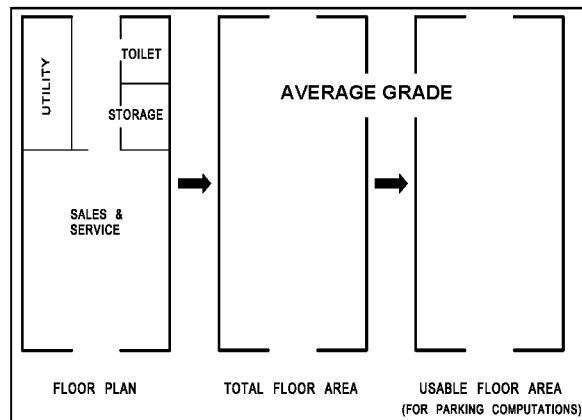 TOILET
UTILITY
STORAGE
AVERAGE GRADE
SALES &
SERVICE
FLOOR PLAN
TOTAL FLOOR AREA
USABLE FLOOR AREA
(FOR PARKING COMPUTATIONS)